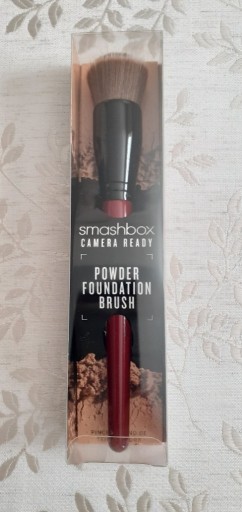 smashbox
CAMERA READY
POWDER
FOUNDATION
BRUSH